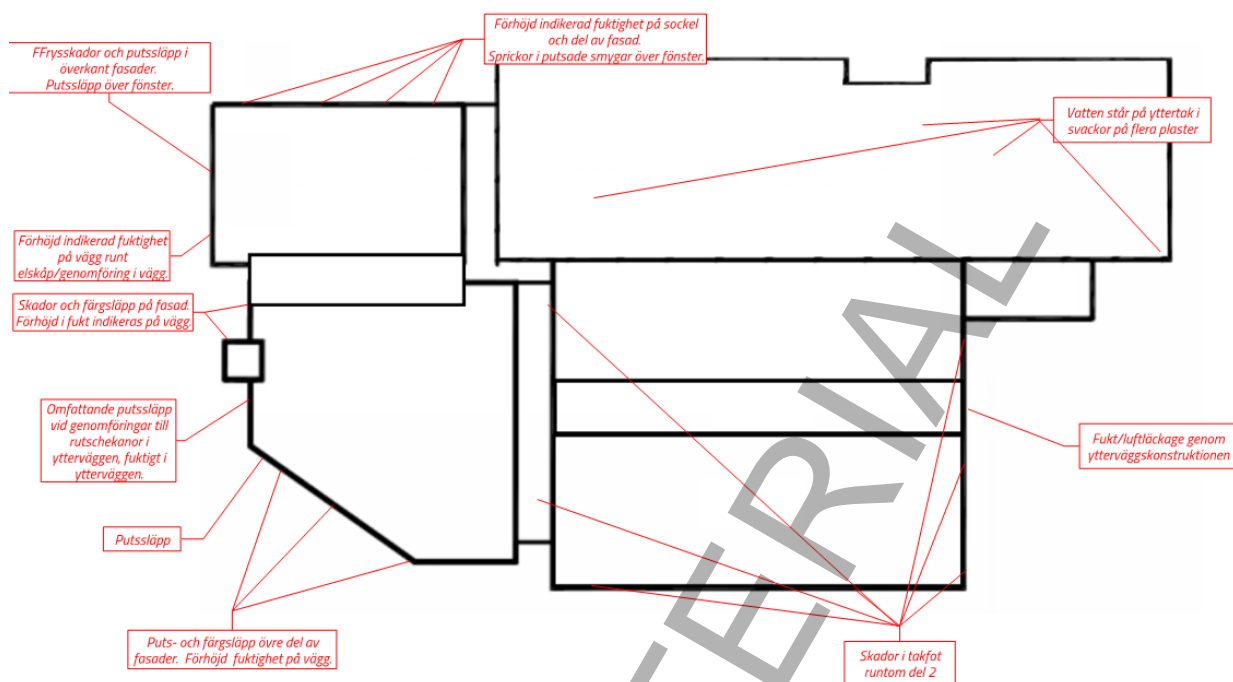 Förhöjd indikerad fuktighet på sockel
och del av fasad.
Sprickor i putsade smygar över fönster.
FFrysskador och putssläpp i
överkant fasader.
Putssläpp över fönster.
Vatten står på yttertak i
svackor på flera plaster
Förhöjd indikerad fuktighet
på vägg runt
elskåp/genomföring i vägg.
Skador och färgsläpp på fasad.
Förhöjd i fukt indikeras på vägg.
Omfattande putssläpp
vid genomföringar till
rutschekanor i
ytterväggen, fuktigt i
ytterväggen.
Fukt/luftläckage genom
ytterväggskonstruktionen
Putssläpp
Puts- och färgsläpp övre del av
fasader. Förhöjd fuktighet på vägg.
Skador i takfot
runtom del 2
TERIAL